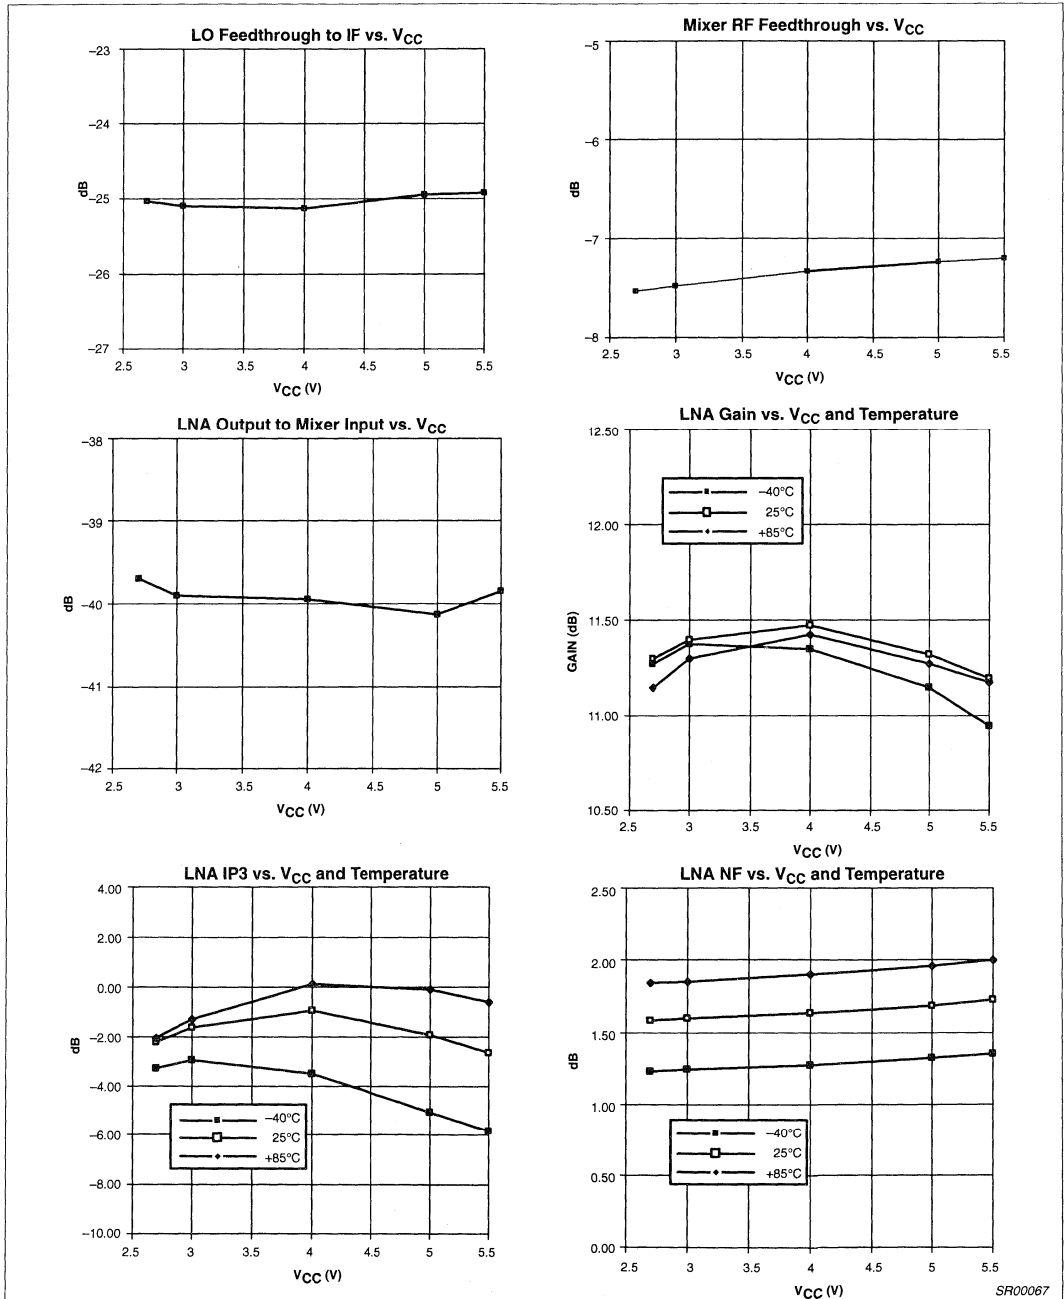 LO Feedthrough to IF vs. VCC
–23
–24
–25
–26
–27
dB
2.5 3 3.5 4 4.5 5 5.5
VCC (V)
Mixer RF Feedthrough vs. VCC
–5
–6
–7
–8
dB
2.5 3 3.5 4 4.5 5 5.5
VCC (V)
LNA Output to Mixer Input vs. VCC
–38
–39
–40
–41
–42
dB
2.5 3 3.5 4 4.5 5 5.5
VCC (V)
LNA Gain vs. VCC and Temperature
12.50
12.00
11.50
11.00
10.50
GAIN (dB)
–40°C
25°C
+85°C
2.5 3 3.5 4 4.5 5 5.5
VCC (V)
LNA IP3 vs. VCC and Temperature
4.00
2.00
0.00
–2.00
–4.00
–6.00
–8.00
–10.00
dB
–40°C
25°C
+85°C
2.5 3 3.5 4 4.5 5 5.5
VCC (V)
LNA NF vs. VCC and Temperature
2.50
2.00
1.50
1.00
0.50
0.00
dB
–40°C
25°C
+85°C
2.5 3 3.5 4 4.5 5 5.5
VCC (V)
SR00067